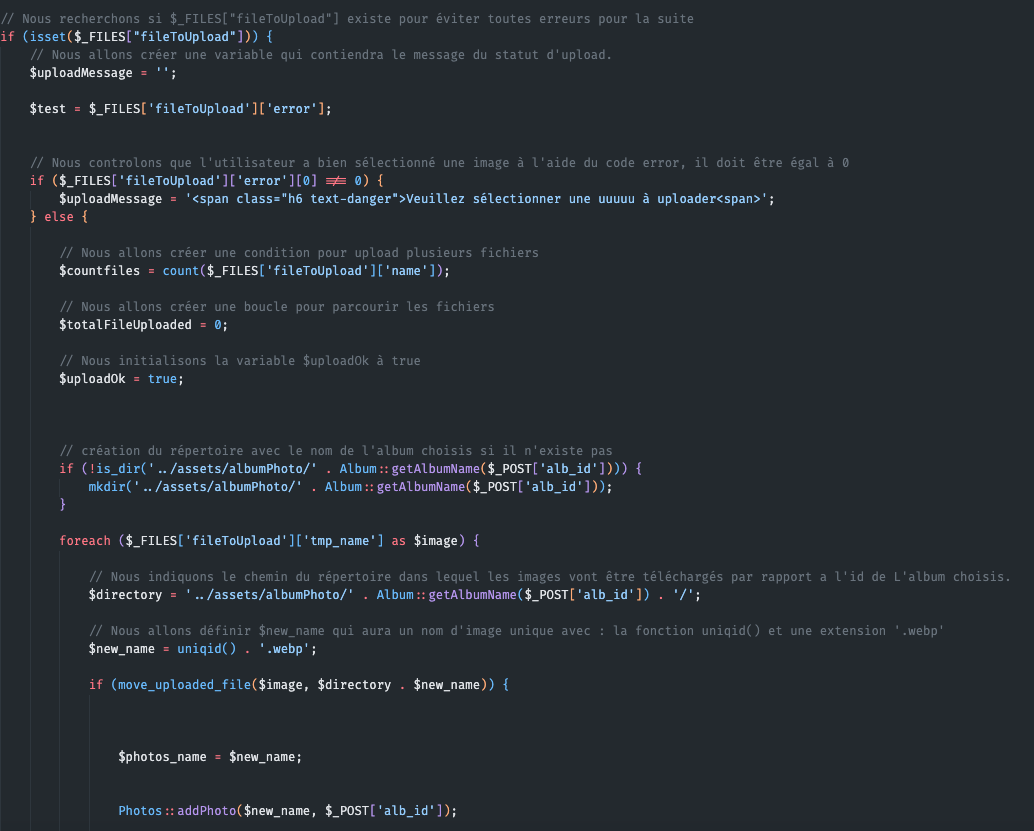 // Nous recherchons si $_FILES["fileToUpload"] existe pour éviter toutes erreurs pour la suite
if (isset($_FILES["fileToUpload"])) {
// Nous allons créer une variable qui contiendra le message du statut d'upload.
$uploadMessage = '';
$test = $_FILES['fileToUpload']['error'];
// Nous controlons que l'utilisateur a bien sélectionné une image à l'aide du code error, il doit être égal à 0
if ($_FILES['fileToUpload']['error'][0] !== 0) {
$uploadMessage = '<span class="h6 text-danger">Veuillez sélectionner une uuuuu à uploader<span>';
} else {
// Nous allons créer une condition pour upload plusieurs fichiers
$countfiles = count($_FILES['fileToUpload']['name']);
// Nous allons créer une boucle pour parcourir les fichiers
$totalFileUploaded = 0;
// Nous initialisons la variable $uploadOk à true
$uploadOk = true;
// création du répertoire avec le nom de l'album choisis si il n'existe pas
if (!is_dir('../assets/albumPhoto/' . Album::getAlbumName($_POST['alb_id']))) {
mkdir('../assets/albumPhoto/' . Album::getAlbumName($_POST['alb_id']));
}
foreach ($_FILES['fileToUpload']['tmp_name'] as $image) {
// Nous indiquons le chemin du répertoire dans lequel les images vont être téléchargés par rapport a l'id de L'album choisis.
$directory = '../assets/albumPhoto/' . Album::getAlbumName($_POST['alb_id']) . '/';
// Nous allons définir $new_name qui aura un nom d'image unique avec : la fonction uniqid() et une extension '.webp'
$new_name = uniqid() . '.webp';
if (move_uploaded_file($image, $directory . $new_name)) {
$photos_name = $new_name;
Photos::addPhoto($new_name, $_POST['alb_id']);